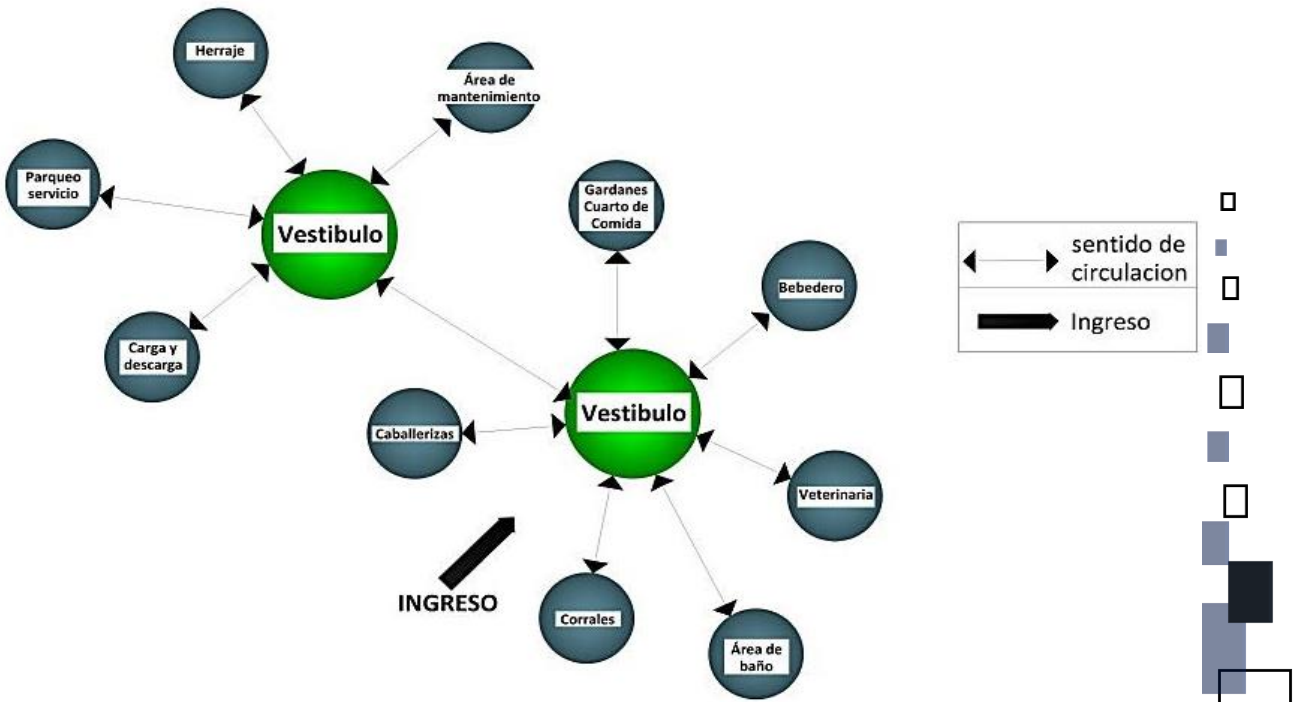 Herraje
Área de
mantenimiento
Parqueo
servicio
Vestibulo
Gardanes
Cuarto de
Comida
sentido de
circulacion
Ingreso
Bebedero
Carga y
descarga
Vestibulo
Caballerizas
Veterinaria
INGRESO
Corrales
Área de
baño